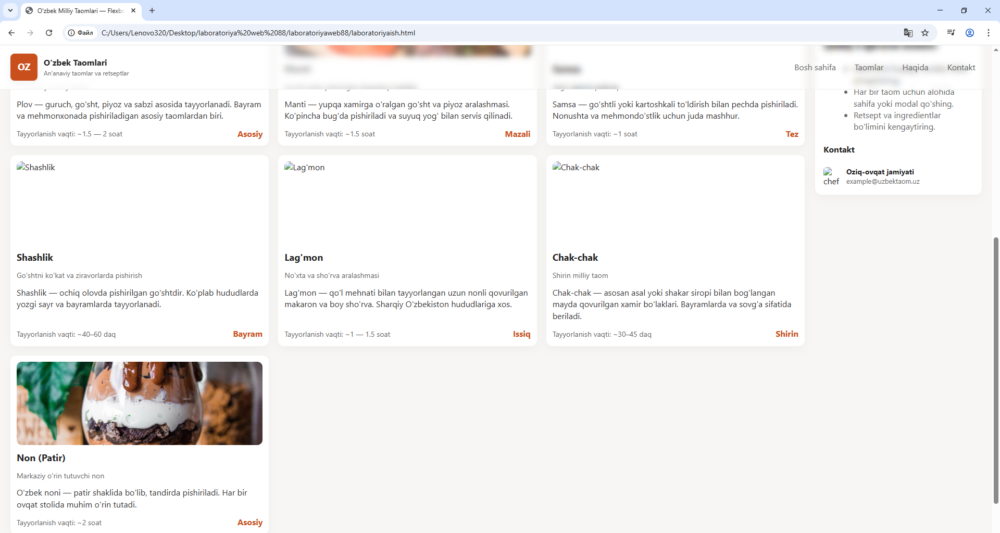 O'zbek Milliy Taomlari — Flexbo
Файл
C:/Users/Lenovo320/Desktop/laboratoriya%20web%2088/laboratoriyaweb88/laboratoriyaish.html
OZ
O'zbek Taomlari
An'anaviy taomlar va retseptlar
Bosh sahifa
Taomlar
Haqida
Kontakt
Samsa
Plov — guruch, go'sht, piyoz va sabzi asosida tayyorlanadi. Bayram
va mehmonxonada pishiriladigan asosiy taomlardan biri.
Tayyorlanish vaqti: ~1.5 — 2 soat
Asosiy
Manti — yupqa xamirga o'ralgan go'sht va piyoz aralashmasi.
Ko'pincha bug'da pishiriladi va suyuq yog' bilan servis qilinadi.
Tayyorlanish vaqti: ~1.5 soat
Mazali
Samsa — go'shtli yoki kartoshkali to'ldirish bilan pechda pishiriladi.
Nonushta va mehmondo'stlik uchun juda mashhur.
Tayyorlanish vaqti: ~1 soat
Tez
Har bir taom uchun alohida
sahifa yoki modal qo'shing.
Retsept va ingredientlar
bo'limini kengaytiring.
Kontakt
chef
Oziq-ovqat jamiyati
example@uzbektaom.uz
Shashlik
Shashlik
Go'shtni ko'kat va ziravorlarda pishirish
Shashlik — ochiq olovda pishirilgan go'shtdir. Ko'plab hududlarda
yozgi sayr va bayramlarda tayyorlanadi.
Tayyorlanish vaqti: ~40–60 daq
Bayram
Lag'mon
Lag'mon
No'xta va sho'rva aralashmasi
Lag'mon — qo'l mehnati bilan tayyorlangan uzun nonli qovurilgan
makaron va boy sho'rva. Sharqiy O'zbekiston hududlariga xos.
Tayyorlanish vaqti: ~1 — 1.5 soat
Issiq
Chak-chak
Chak-chak
Shirin milliy taom
Chak-chak — asosan asal yoki shakar siropi bilan bog'langan
mayda qovurilgan xamir bo'laklari. Bayramlarda va sovg'a sifatida
beriladi.
Tayyorlanish vaqti: ~30–45 daq
Shirin
Non (Patir)
Markaziy o'rin tutuvchi non
O'zbek noni — patir shaklida bo'lib, tandirda pishiriladi. Har bir
ovqat stolida muhim o'rin tutadi.
Tayyorlanish vaqti: ~2 soat
Asosiy